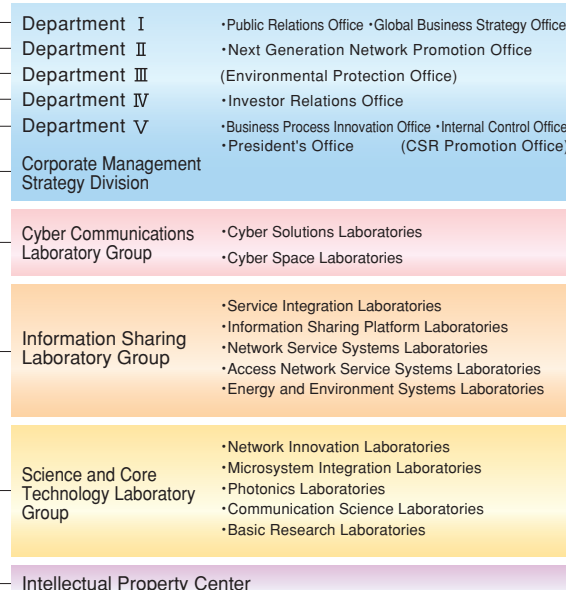 Department Ⅰ ・Public Relations Office ・Global Business Strategy Office
Department Ⅱ ・Next Generation Network Promotion Office
Department Ⅲ (Environmental Protection Office)
Department Ⅳ ・Investor Relations Office
Department Ⅴ ・Business Process Innovation Office ・Internal Control Office
・President's Office (CSR Promotion Office)
Corporate Management
Strategy Division
Cyber Communications
Laboratory Group
・Cyber Solutions Laboratories
・Cyber Space Laboratories
Information Sharing
Laboratory Group
・Service Integration Laboratories
・Information Sharing Platform Laboratories
・Network Service Systems Laboratories
・Access Network Service Systems Laboratories
・Energy and Environment Systems Laboratories
Science and Core
Technology Laboratory
Group
・Network Innovation Laboratories
・Microsystem Integration Laboratories
・Photonics Laboratories
・Communication Science Laboratories
・Basic Research Laboratories
Intellectual Property Center